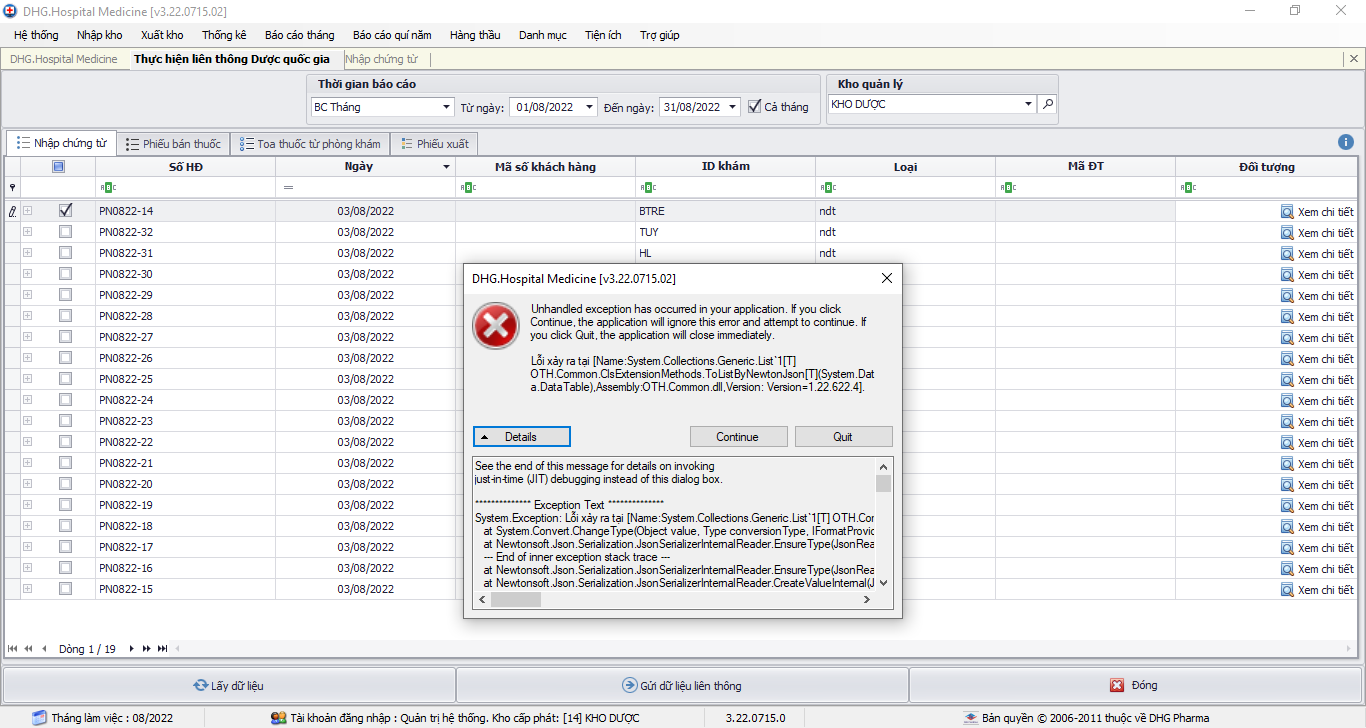 DHG.Hospital Medicine [v3.22.0715.02]
Hệ thống Nhập kho Xuất kho Thống kê Báo cáo tháng Báo cáo quí năm Hàng thầu Danh mục Tiện ích Trợ giúp
DHG.Hospital Medicine Thực hiện liên thông Dược quốc gia Nhập chứng từ
Thời gian báo cáo Kho quản lý
BC Tháng Từ ngày: 01/08/2022 Đến ngày: 31/08/2022 Cả tháng KHO DƯỢC
Nhập chứng từ Phiếu bán thuốc Toa thuốc từ phòng khám Phiếu xuất
Số HĐ Ngày Mã số khách hàng ID khám Loại Mã ĐT Đối tượng
ABC = ABC ABC ABC ABC ABC
PN0822-14 03/08/2022 BTRE ndt Xem chi tiết
PN0822-32 03/08/2022 TUY ndt Xem chi tiết
PN0822-31 03/08/2022 HL ndt Xem chi tiết
PN0822-30 03/08/2022 Xem chi tiết
PN0822-29 03/08/2022 Xem chi tiết
PN0822-28 03/08/2022 Xem chi tiết
PN0822-27 03/08/2022 Xem chi tiết
PN0822-26 03/08/2022 Xem chi tiết
PN0822-25 03/08/2022 Xem chi tiết
PN0822-24 03/08/2022 Xem chi tiết
PN0822-23 03/08/2022 Xem chi tiết
PN0822-22 03/08/2022 Xem chi tiết
PN0822-21 03/08/2022 Xem chi tiết
PN0822-20 03/08/2022 Xem chi tiết
PN0822-19 03/08/2022 Xem chi tiết
PN0822-18 03/08/2022 Xem chi tiết
PN0822-17 03/08/2022 Xem chi tiết
PN0822-16 03/08/2022 Xem chi tiết
PN0822-15 03/08/2022 Xem chi tiết
DHG.Hospital Medicine [v3.22.0715.02]
Unhandled exception has occurred in your application. If you click
Continue, the application will ignore this error and attempt to continue. If
you click Quit, the application will close immediately.
Lỗi xảy ra tại [Name:System.Collections.Generic.List`1[T]
OTH.Common.ClsExtensionMethods.ToListByNewtonJson[T](System.Dat
a.DataTable),Assembly:OTH.Common.dll,Version: Version=1.22.622.4].
Details Continue Quit
See the end of this message for details on invoking
just-in-time (JIT) debugging instead of this dialog box.
************** Exception Text **************
System.Exception: Lỗi xảy ra tại [Name:System.Collections.Generic.List`1[T] OTH.Cor
at System.Convert.ChangeType(Object value, Type conversionType, IFormatProvid
at Newtonsoft.Json.Serialization.JsonSerializerInternalReader.EnsureType(JsonRea
--- End of inner exception stack trace ---
at Newtonsoft.Json.Serialization.JsonSerializerInternalReader.EnsureType(JsonRea
at Newtonsoft.Json.Serialization.JsonSerializerInternalReader.CreateValueInternal(J
Dòng 1 / 19
Lấy dữ liệu Gửi dữ liệu liên thông Đóng
Tháng làm việc : 08/2022 Tài khoản đăng nhập : Quản trị hệ thống. Kho cấp phát: [14] KHO DƯỢC 3.22.0715.0 Bản quyền © 2006-2011 thuộc về DHG Pharma